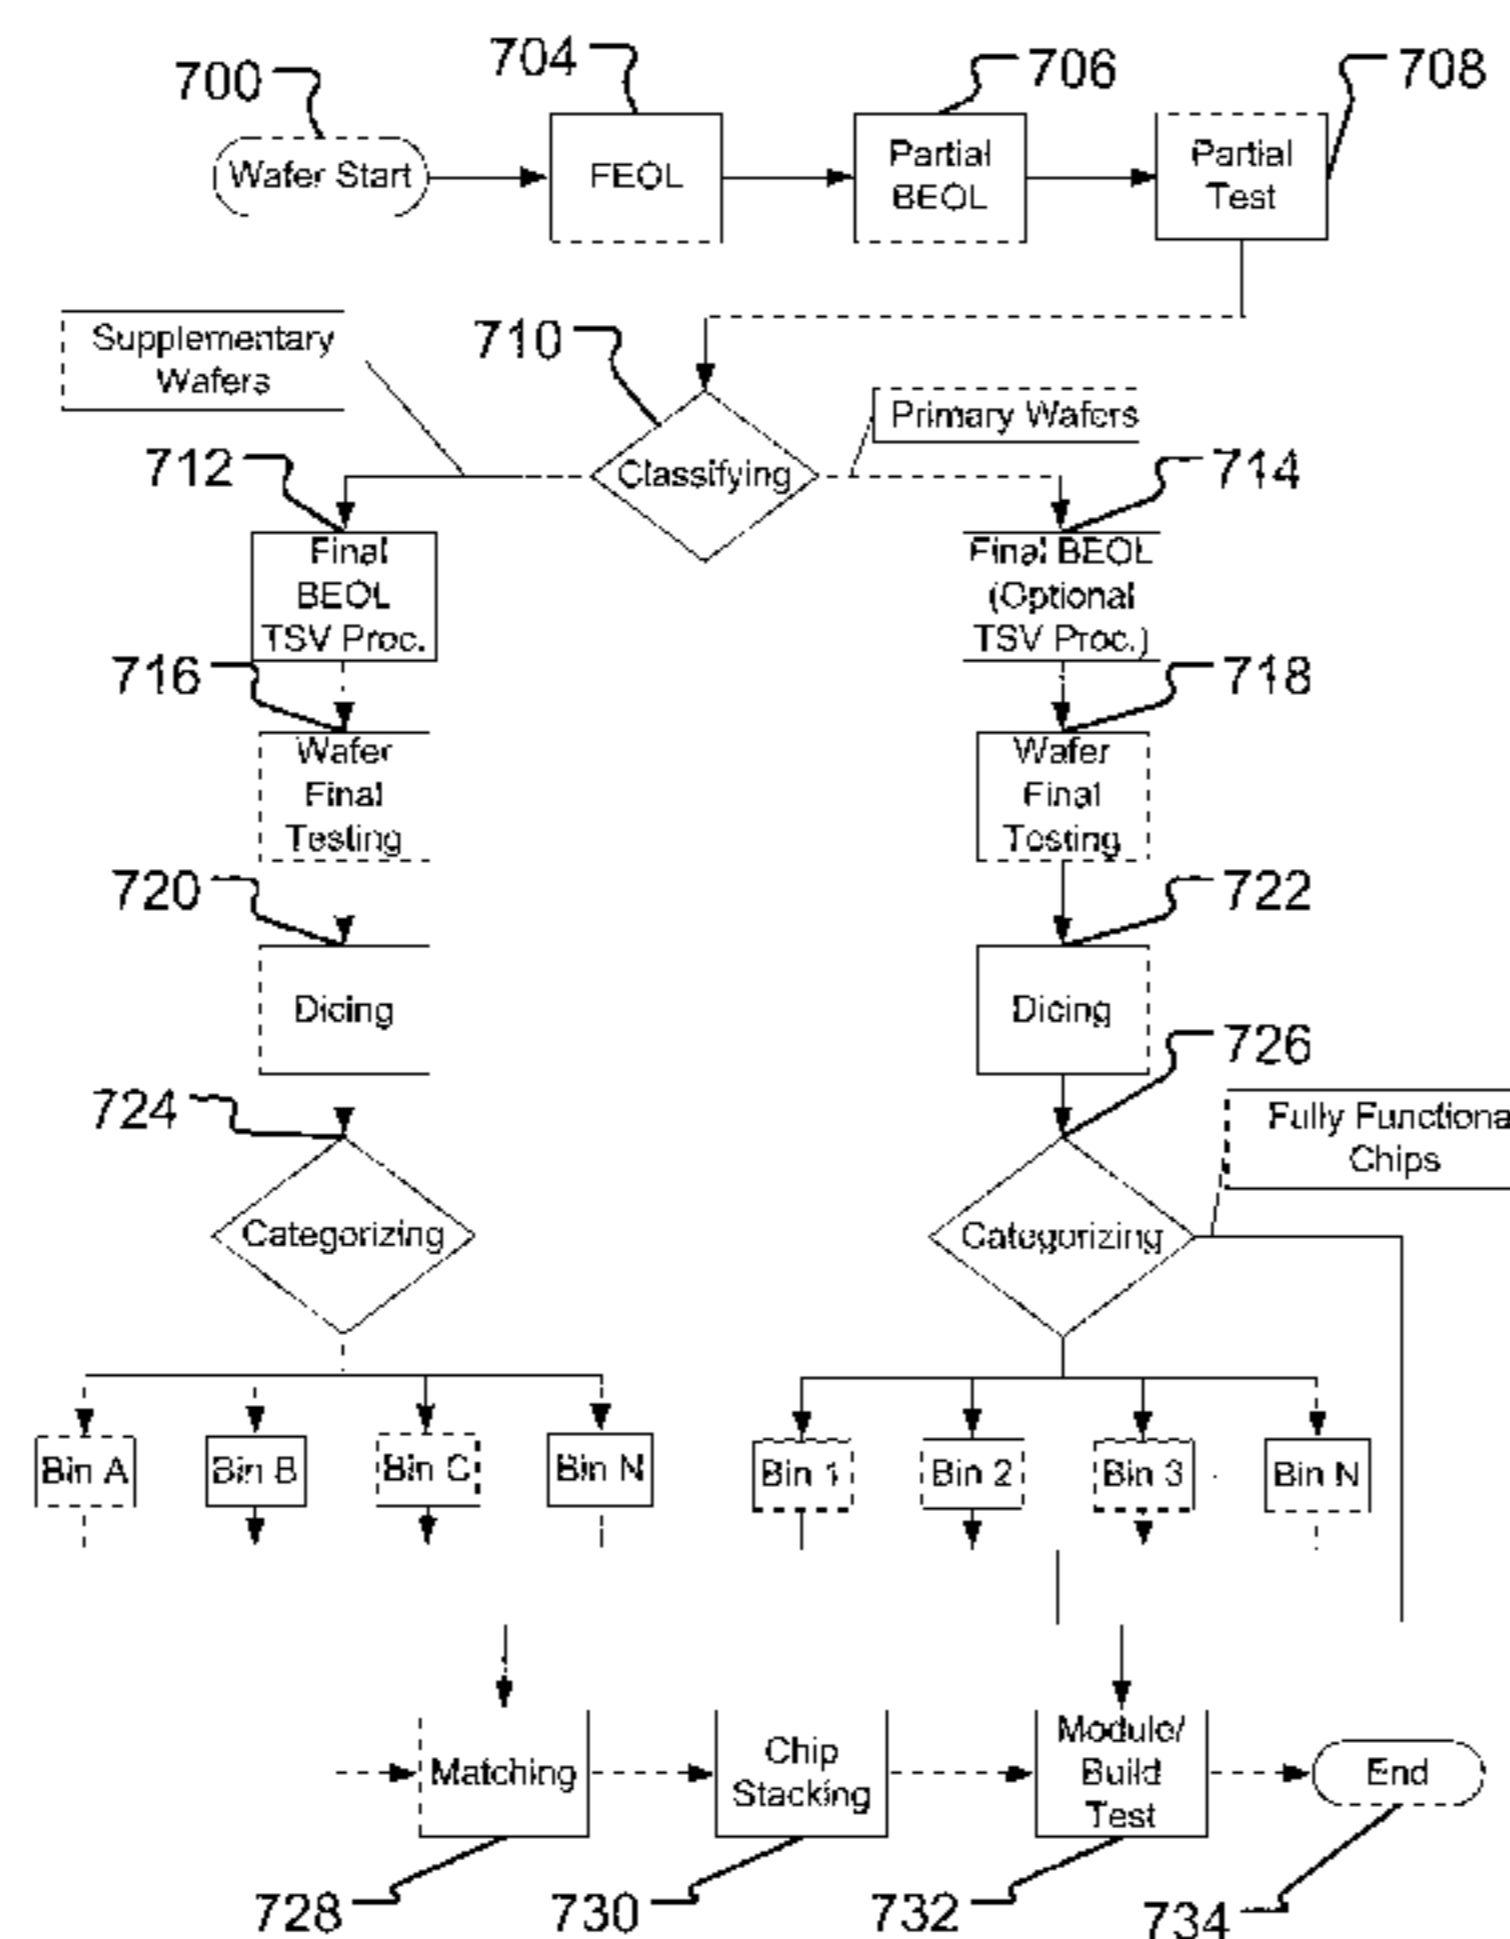 700
704
706
708
Wafer Start
FEOL
Partial
BEOL
Partial
Test
Supplementary
Wafers
710
Primary Wafers
Classifying
712
714
Final
BEOL
TSV Proc.
Final BEOL
(Optional
TSV Proc.)
716
718
Wafer
Final
Testing
Wafer
Final
Testing
720
722
Dicing
Dicing
724
726
Fully Functiona
Chips
Categorizing
Categorizing
Bin A
Bin B
Bin C
Bin N
Bin 1
Bin 2
Bin 3
Bin N
Matching
Chip
Stacking
Module/
Build
Test
End
728
730
732
734